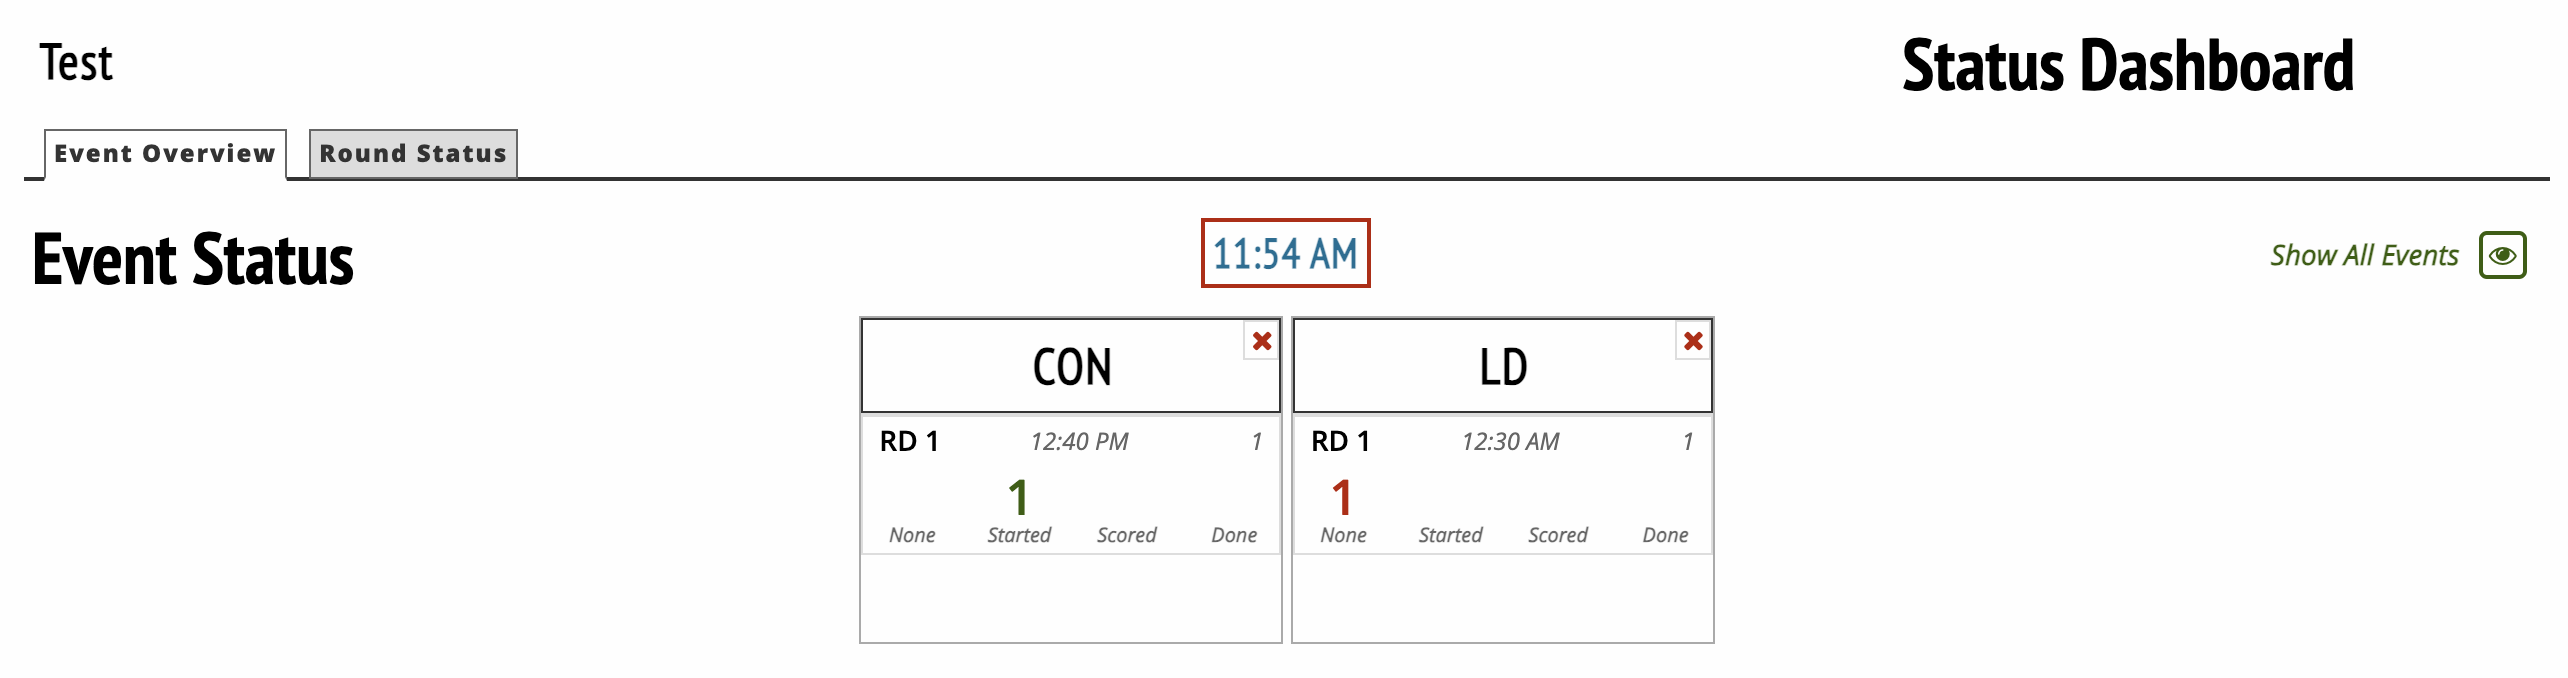 Test
Status Dashboard
Event Overview
Round Status
Event Status
11:54 AM
Show All Events
CON
RD 1 12:40 PM 1
1
None Started Scored Done
LD
RD 1 12:30 AM 1
1
None Started Scored Done